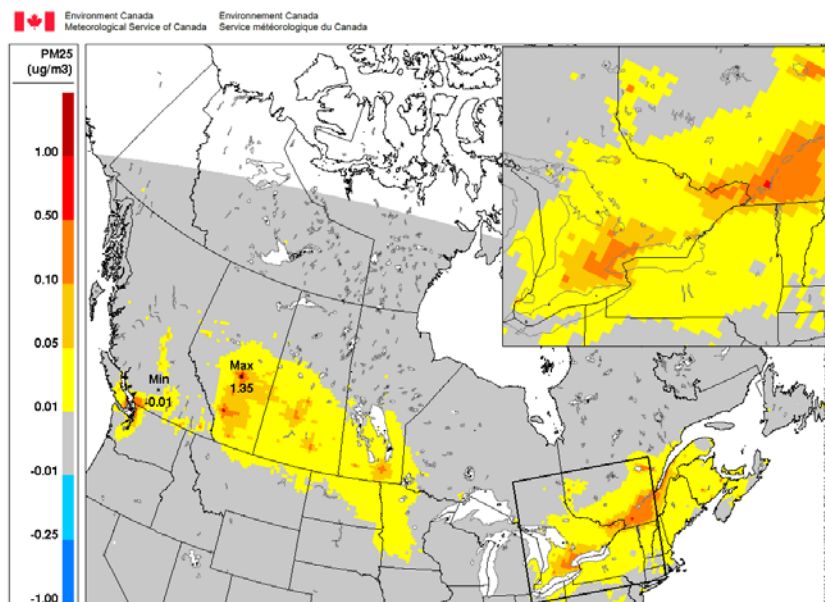 Environment Canada Environnement Canada
Meteorological Service of Canada Service météorologique du Canada
PM25
(ug/m3)
1.00
0.50
0.10
0.05
0.01
-0.01
-0.25
-1.00
Max
1.35
Min
-0.01